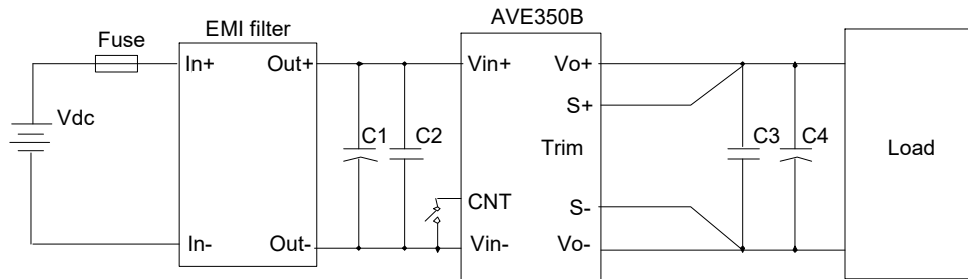 AVE350B
EMI filter
Fuse
In+
Out+
Vin+
Vo+
S+
Vdc
C1
C2
Trim
C3
C4
Load
CNT
S-
In-
Out-
Vin-
Vo-